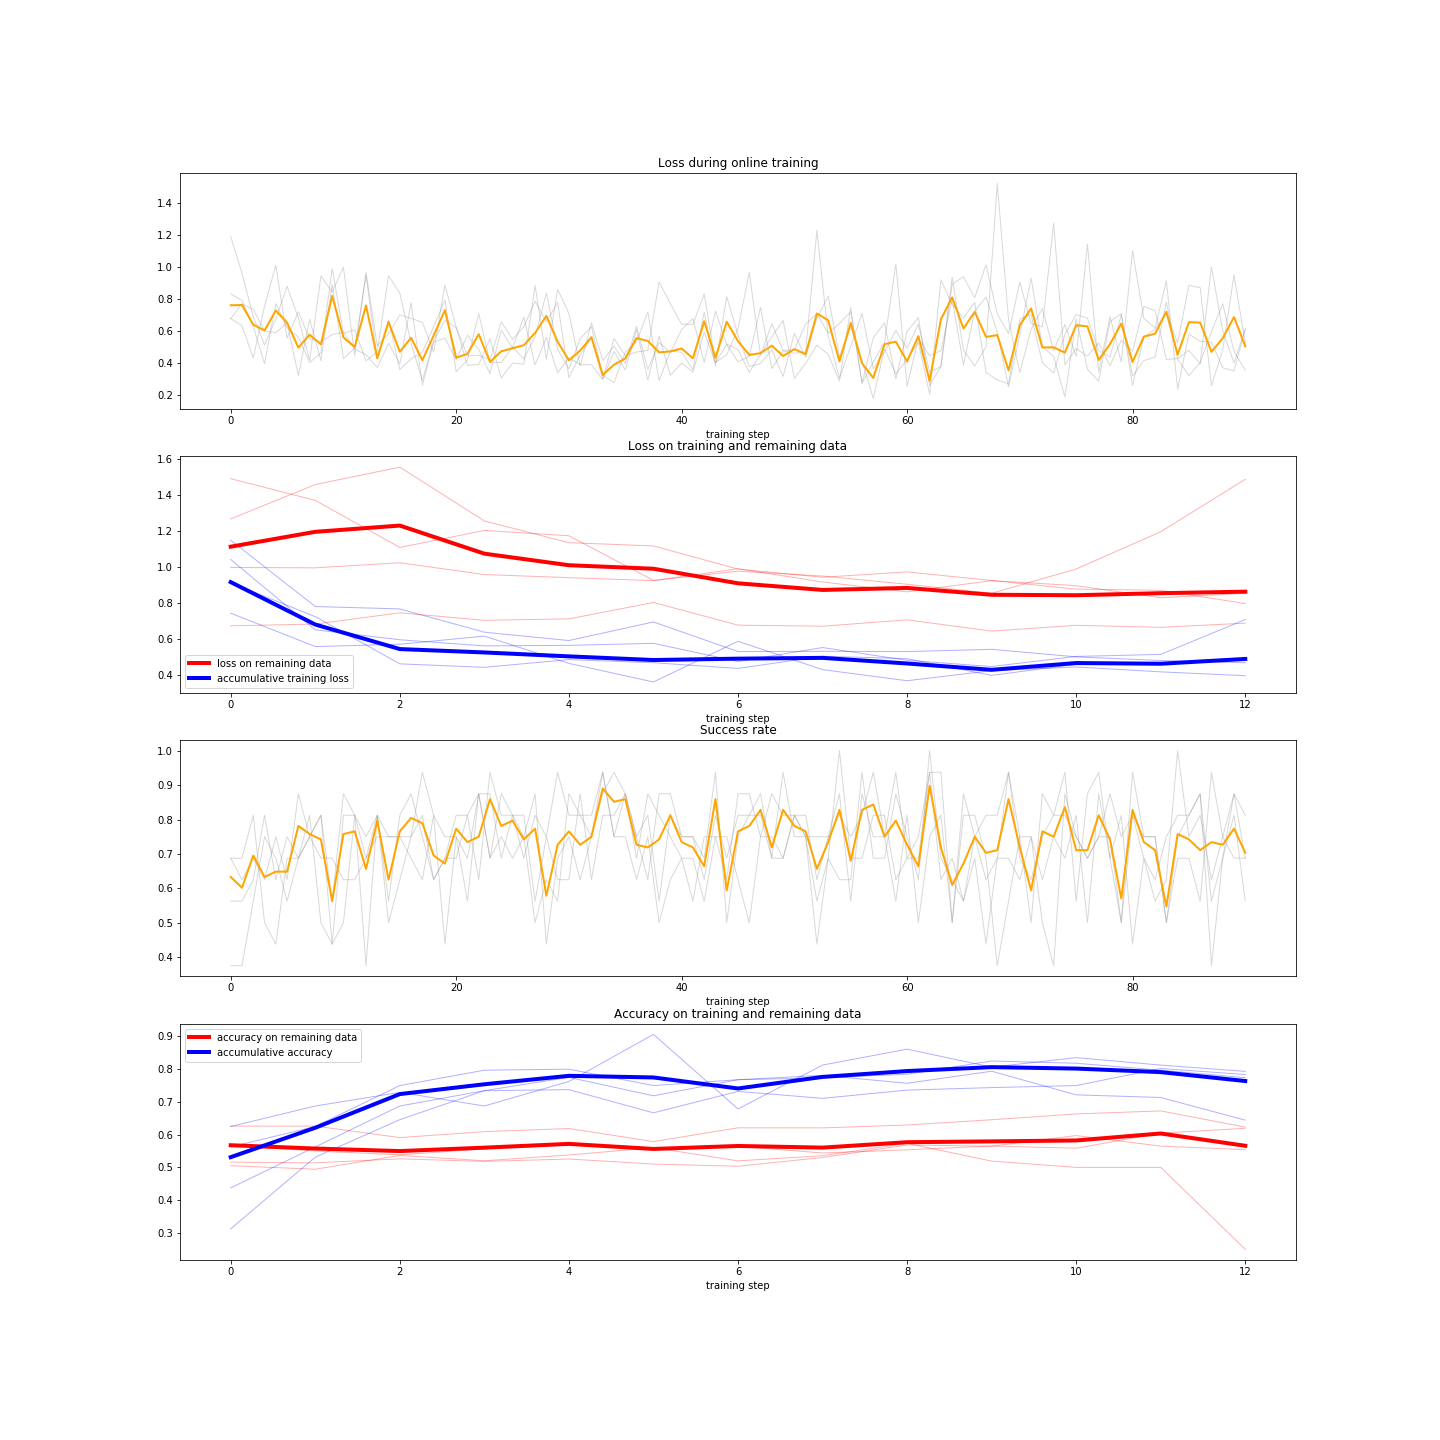 Loss during online training
1.4
1.2
1.0
0.8
0.6
0.4
0.2
0 20 40 60 80
training step
Loss on training and remaining data
1.6
1.4
1.2
1.0
0.8
0.6
0.4
loss on remaining data
accumulative training loss
0 2 4 6 8 10 12
training step
Success rate
1.0
0.9
0.8
0.7
0.6
0.5
0.4
0 20 40 60 80
training step
Accuracy on training and remaining data
accuracy on remaining data
accumulative accuracy
0.9
0.8
0.7
0.6
0.5
0.4
0.3
0 2 4 6 8 10 12
training step